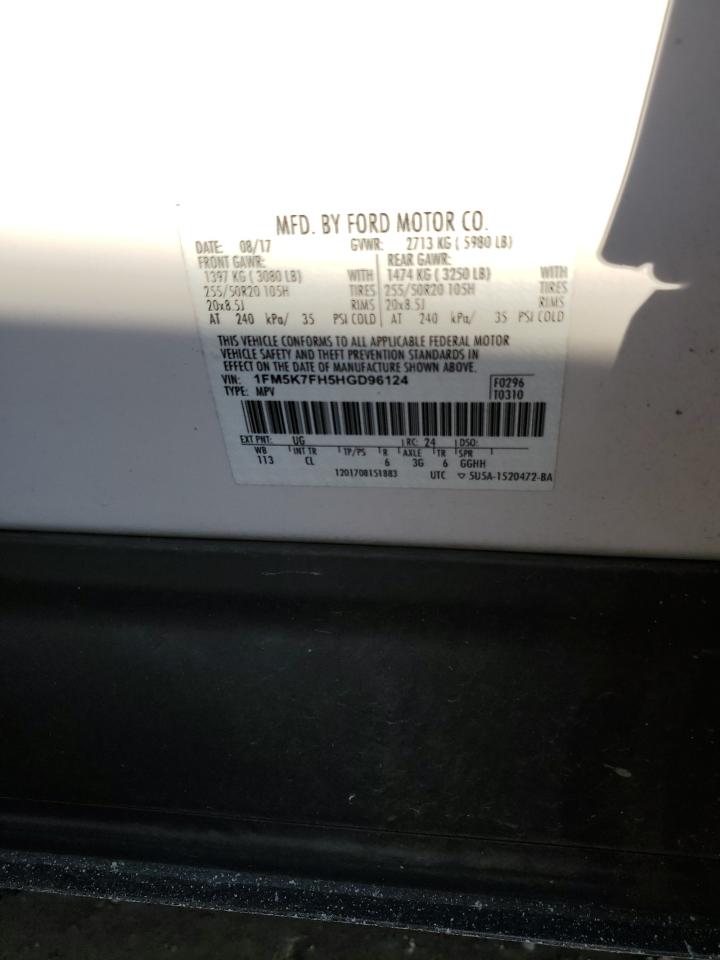 MFD. BY FORD MOTOR CO.
DATE: 08/17 GVWR: 2713 KG ( 5980 LB)
FRONT GAWR: REAR GAWR:
1397 KG ( 3080 LB) WITH 1474 KG ( 3250 LB) WITH
255/50R20 105H TIRES 255/50R20 105H TIRES
20x8.5J RIMS 20x8.5J RIMS
AT 240 kPa/ 35 PSI COLD AT 240 kPa/ 35 PSI COLD
THIS VEHICLE CONFORMS TO ALL APPLICABLE FEDERAL MOTOR
VEHICLE SAFETY AND THEFT PREVENTION STANDARDS IN
EFFECT ON THE DATE OF MANUFACTURE SHOWN ABOVE.
VIN: 1FM5K7FH5HGD96124 F0296
TYPE: MPV T0310
EXT PNT: UG RC: 24 DSO:
WB INT TR TP/PS R AXLE TR SPR
113 CL 6 3G 6 GGHH
1201708151883 UTC ▽ 5U5A-1520472-BA